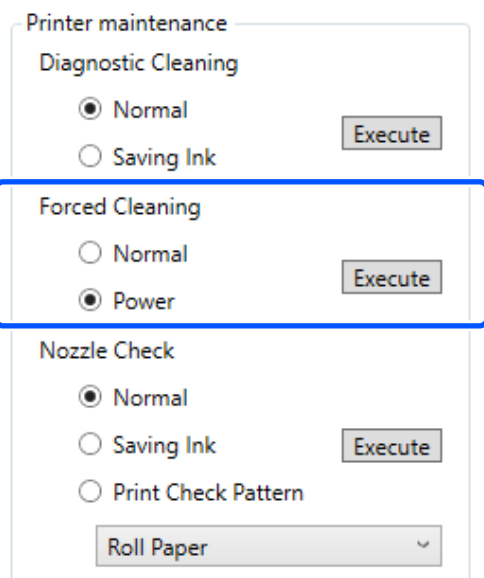 Printer maintenance
Diagnostic Cleaning
Normal
Execute
Saving Ink
Forced Cleaning
Normal
Execute
Power
Nozzle Check
Normal
Saving Ink
Execute
Print Check Pattern
Roll Paper